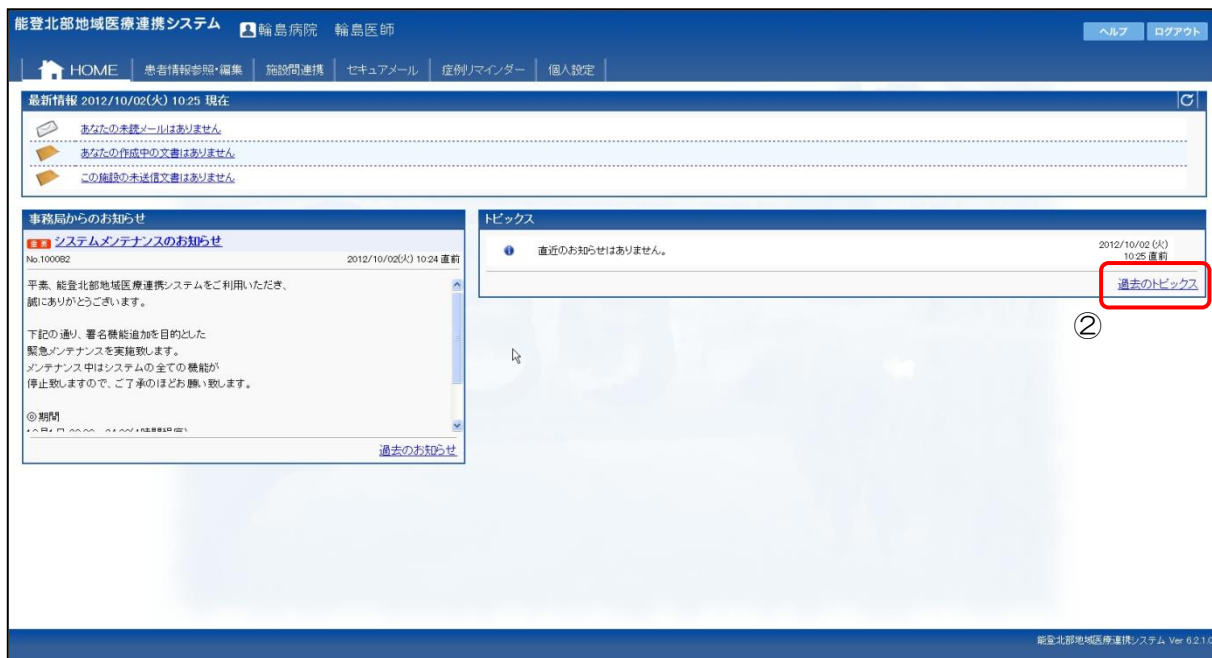 能登北部地域医療連携システム 輪島病院 輪島医師
ヘルプ ログアウト
HOME 患者情報参照・編集 施設間連携 セキュアメール 症例リマインダー 個人設定
最新情報 2012/10/02(火) 10:25 現在
あなたの未読メールはありません
あなたの作成中の文書はありません
この施設の未送信文書はありません
事務局からのお知らせ
システムメンテナンスのお知らせ
No.100082 2012/10/02(火) 10:24 直前
平素、能登北部地域医療連携システムをご利用いただき、
誠にありがとうございます。
下記の通り、署名機能追加を目的とした
緊急メンテナンスを実施致します。
メンテナンス中はシステムの全ての機能が
停止致しますので、ご了承のほどお願い致します。
◎期間
過去のお知らせ
トピックス
直近のお知らせはありません。
2012/10/02 (火)
10:25 直前
過去のトピックス
②
能登北部地域医療連携システム Ver 6.2.1.0